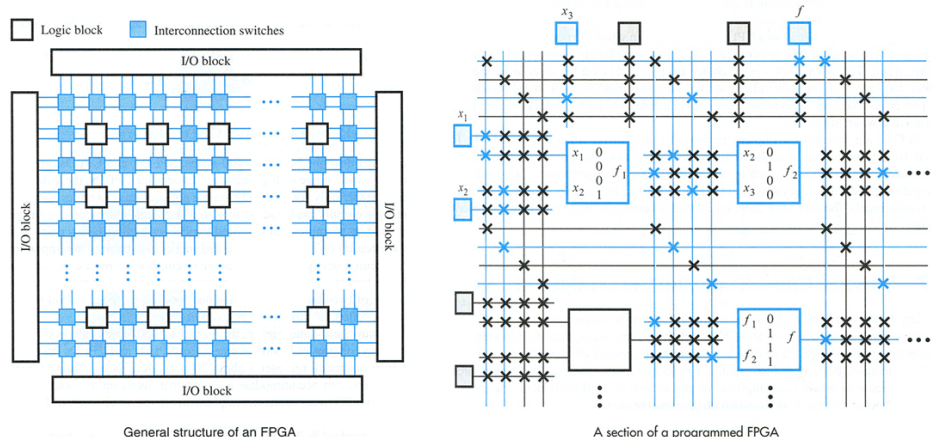 Logic block
Interconnection switches
I/O block
I/O block
I/O block
I/O block
General structure of an FPGA
x3
f
x1
x2
x1 0
0
0
x2 1
f1
x2 0
1
x3 0
0
f2
f1 0
1
1
f2 1
f
A section of a programmed FPGA